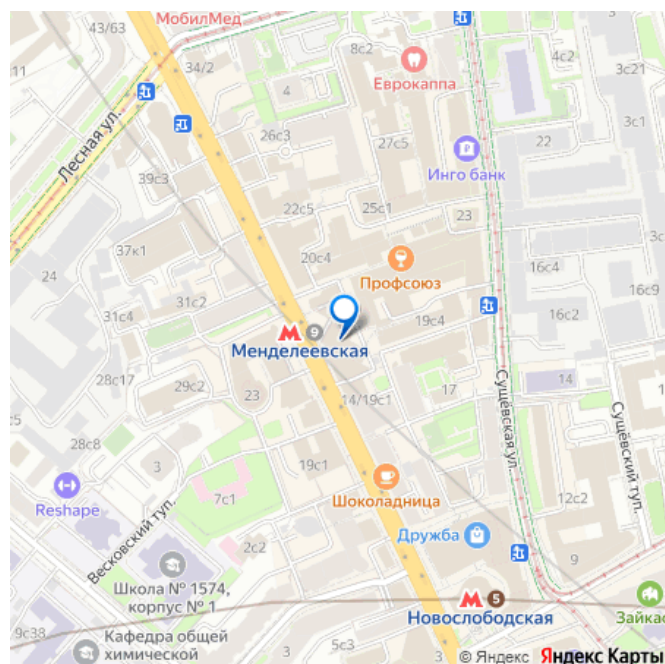 43/63
МобилМед
11
34/2
8с2
4
Еврокаппа
3с21
Лесная ул.
26с3
27с5
22
3с1
39с3
Инго банк
22с5
25с1
23
37к1
20с4
24
Профсоюз
16с4
3с
31с4
31с2
16с9
9
19с4
16с2
Менделеевская
28с17
29с2
23
14/19с1
17
14
Сущёвская ул.
Сущёвский туп.
28с8
3
19с1
Reshape
7с1
Шоколадница
12с2
Весковский туп.
2с2
Дружба
9
Школа № 1574,
корпус № 1
5
Новослободская
Зайка
9с38
Кафедра общей
химической
5с3
3
3
© Яндекс Яндекс Карты